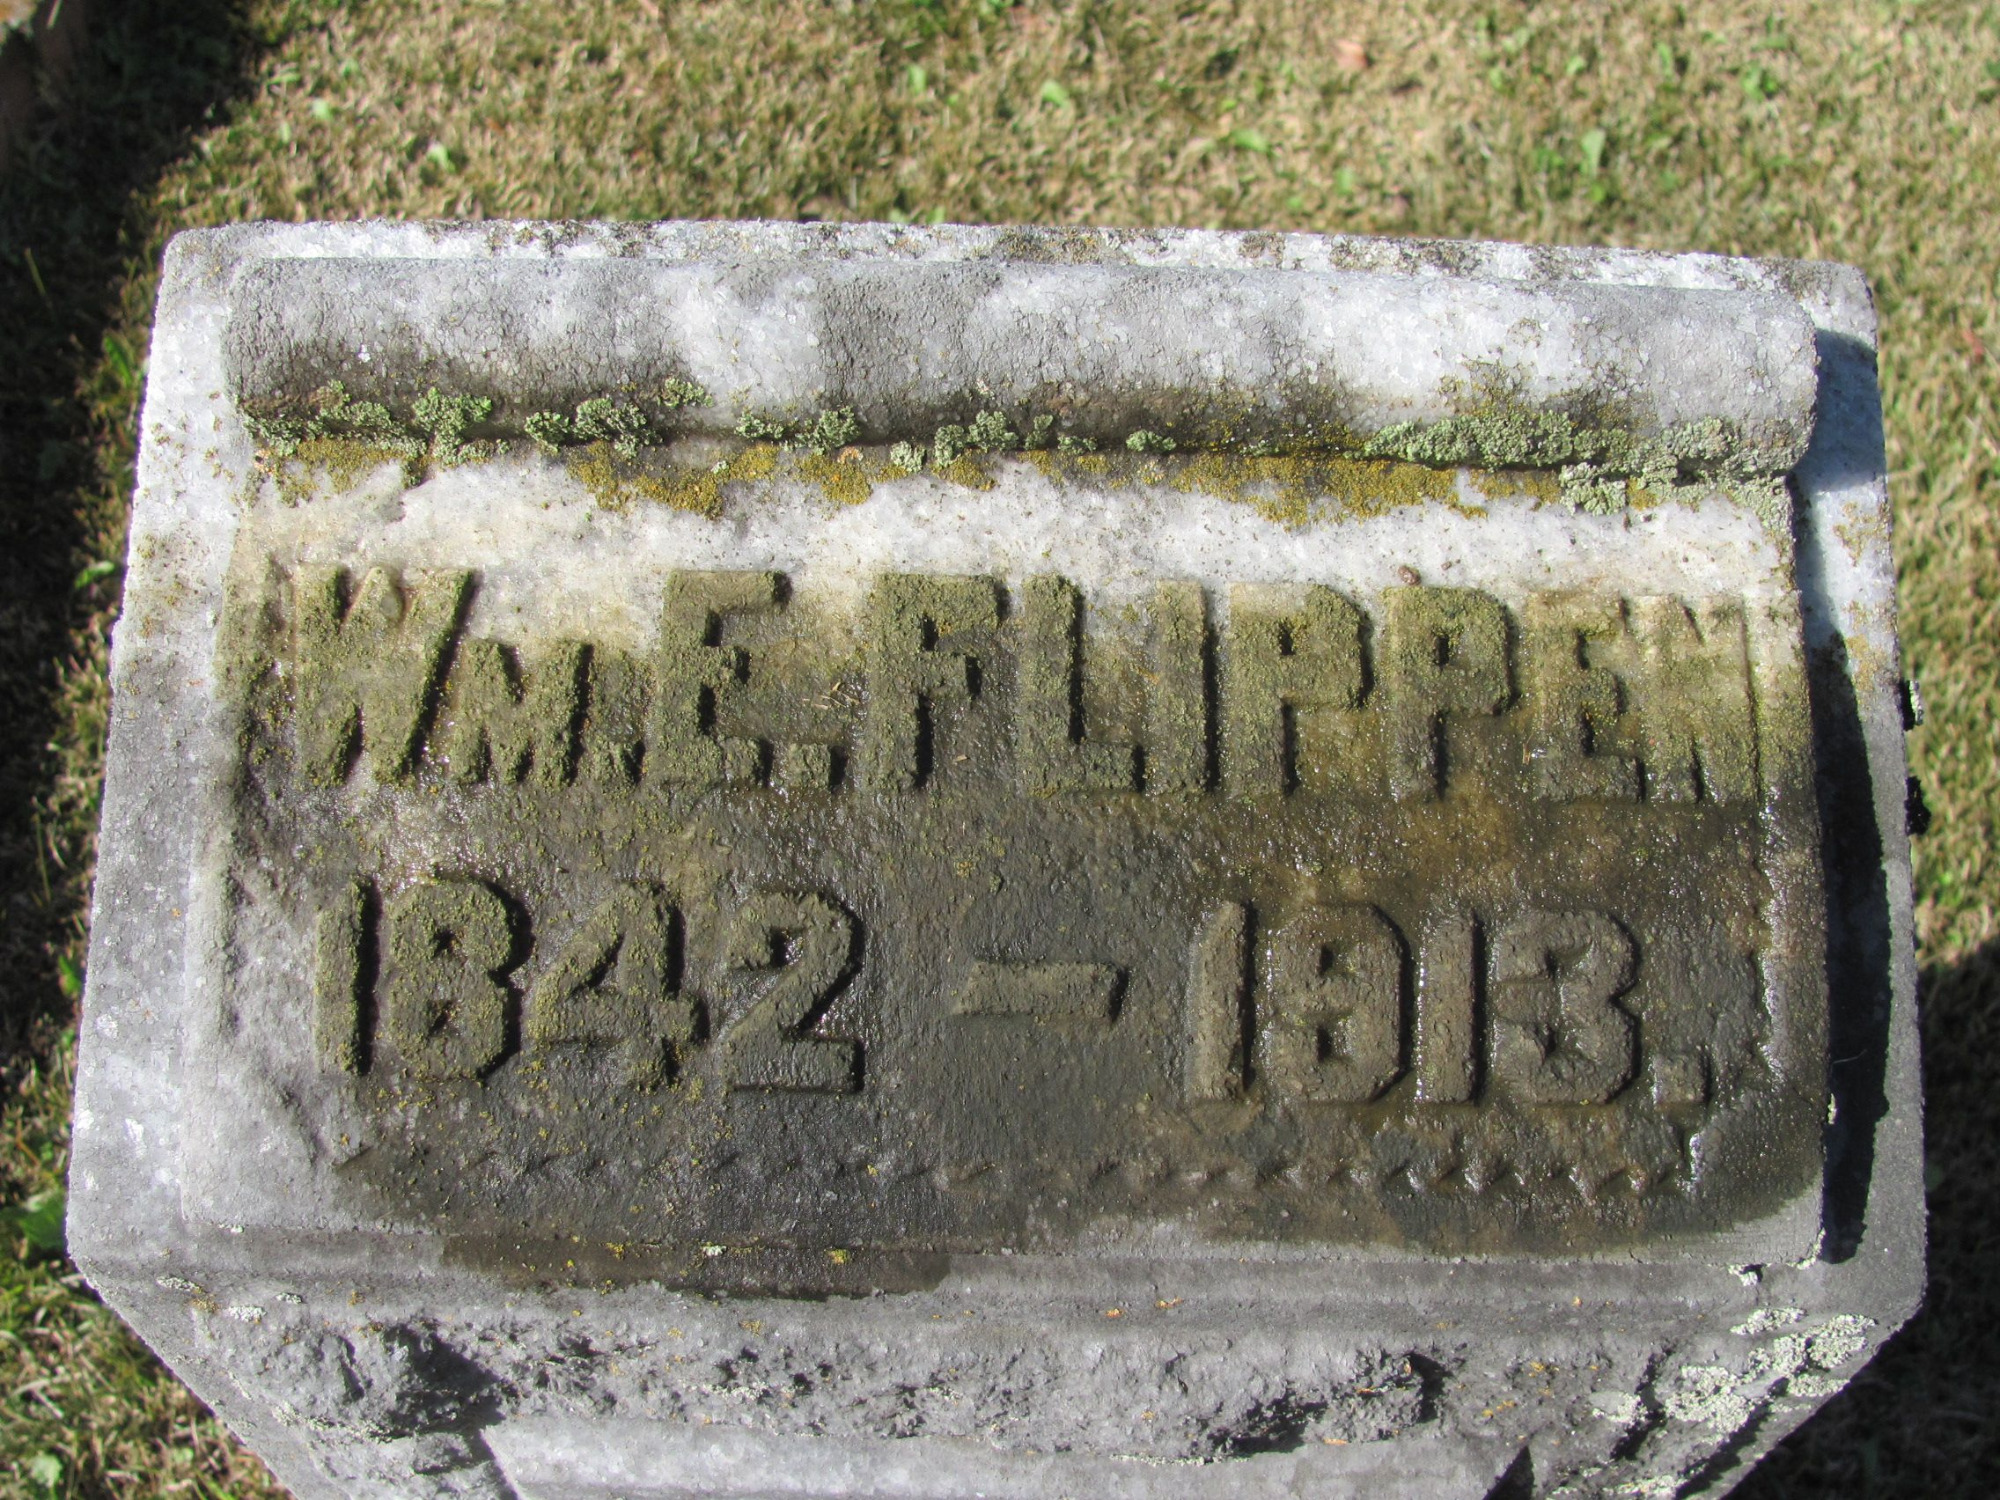 Wm. E. FLIPPEN
1842 – 1913.